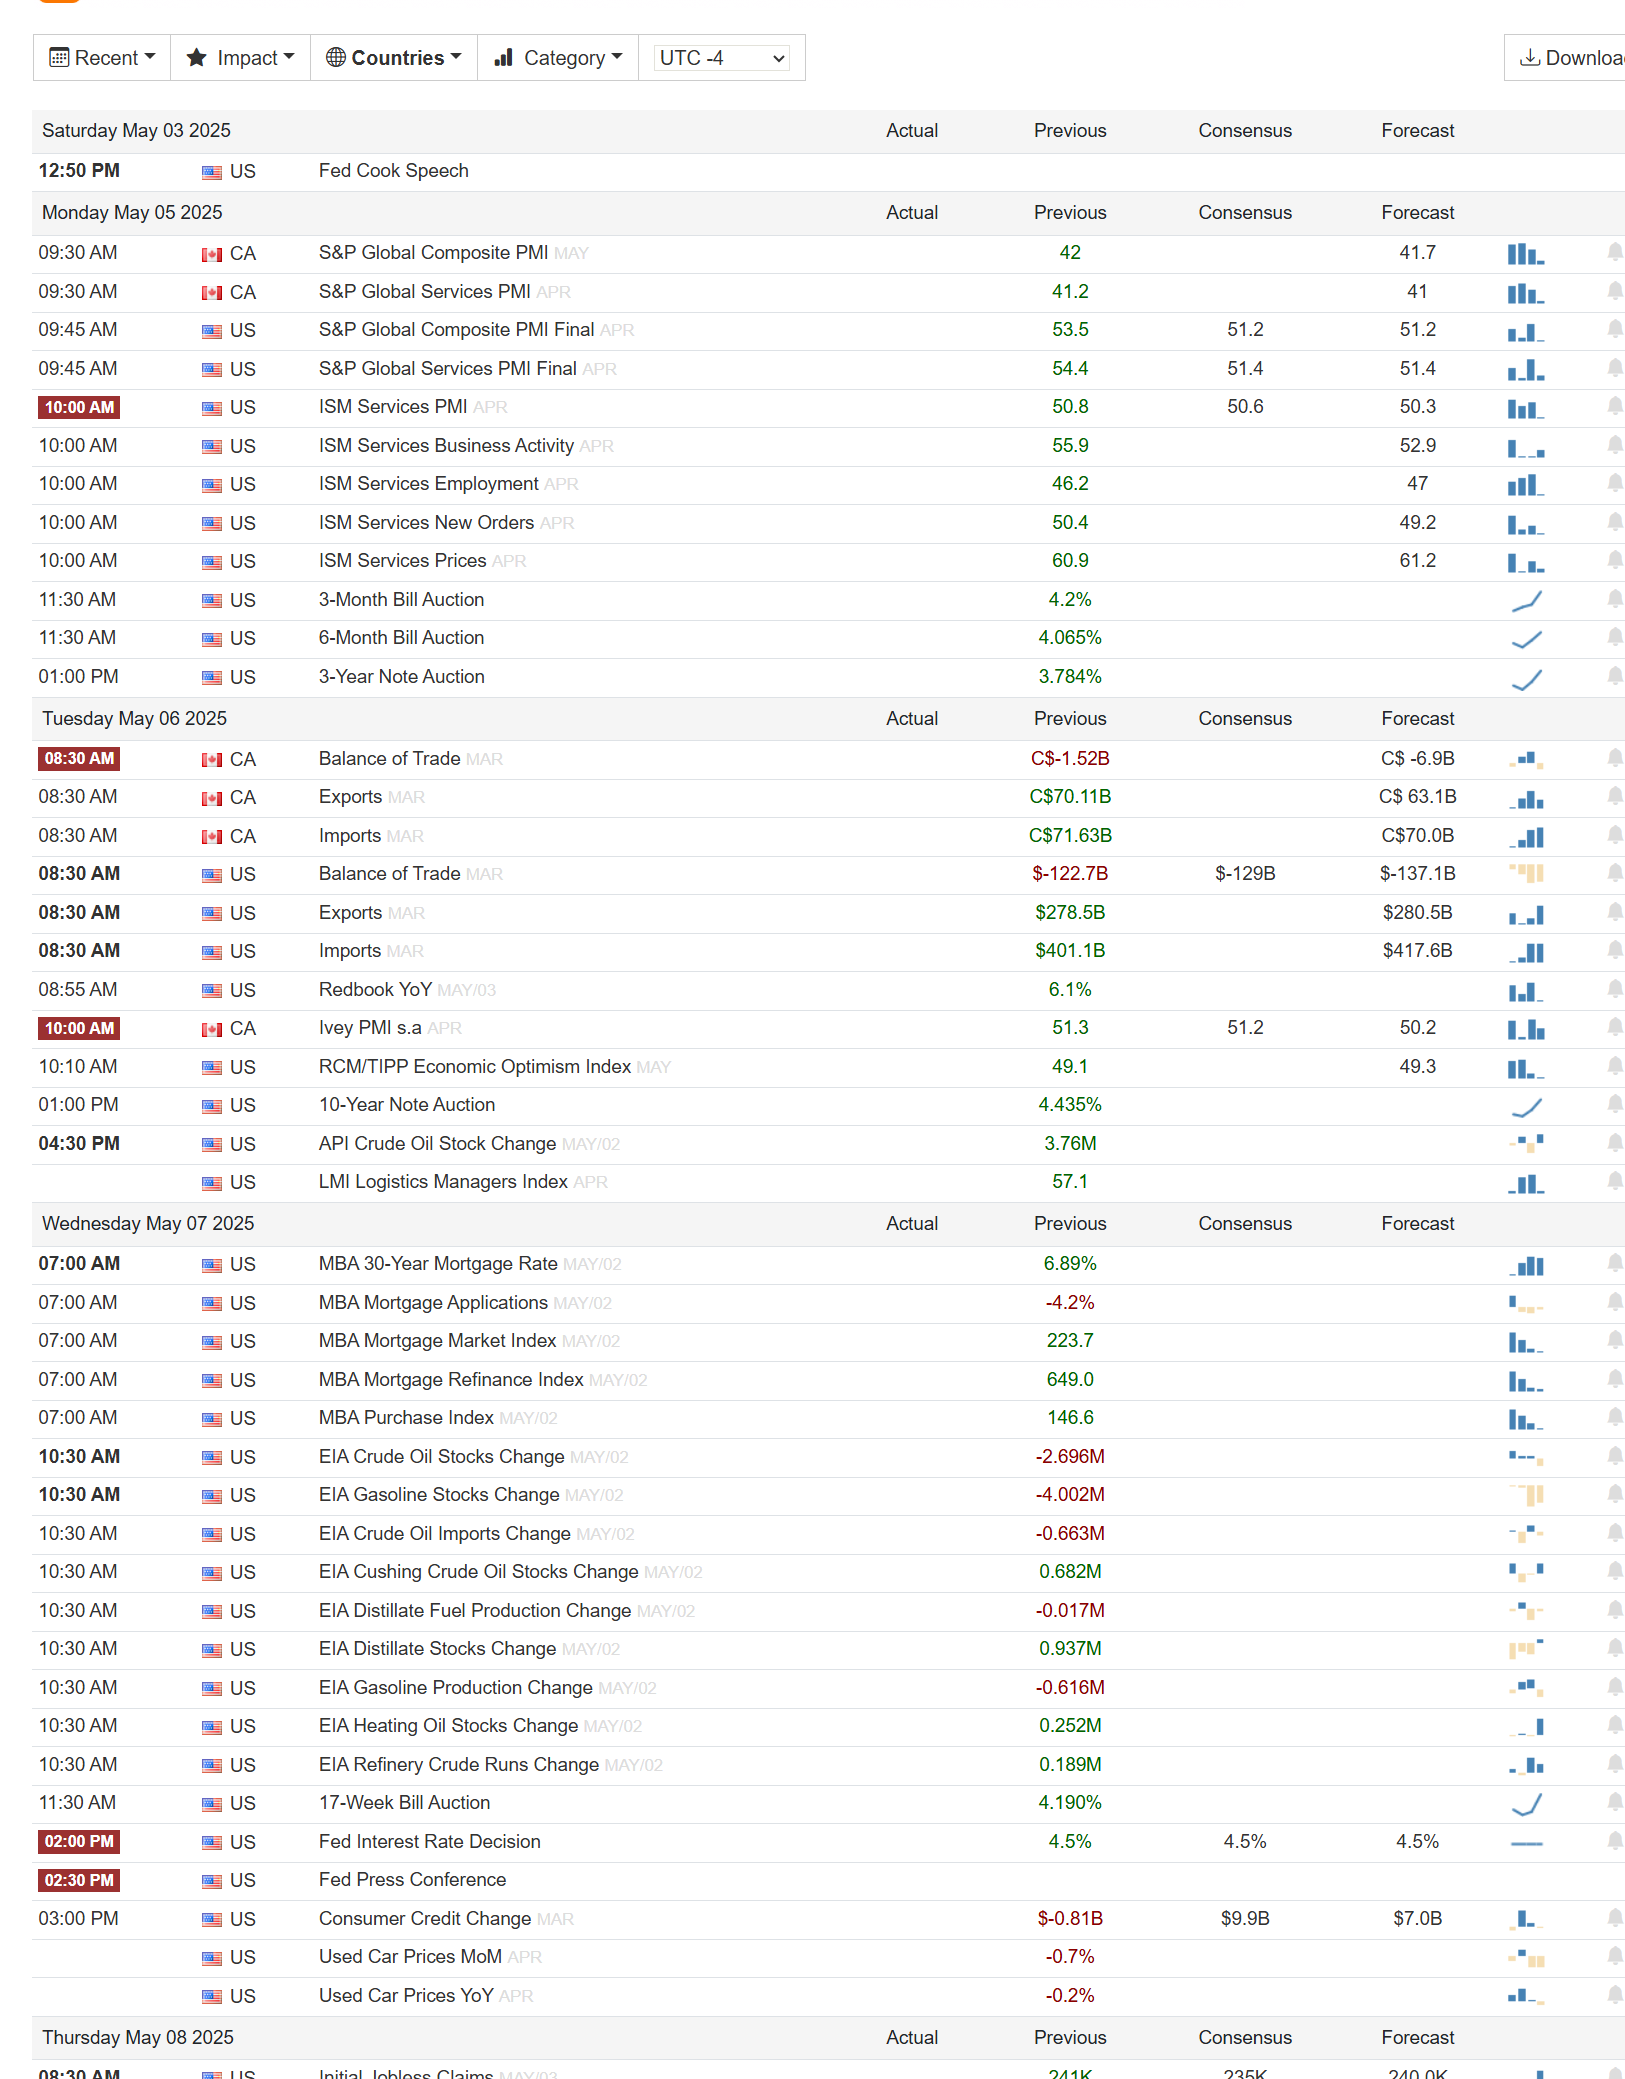 Recent Impact Countries Category UTC -4 Downloa
Saturday May 03 2025 Actual Previous Consensus Forecast
12:50 PM US Fed Cook Speech
Monday May 05 2025 Actual Previous Consensus Forecast
09:30 AM CA S&P Global Composite PMI MAY 42 41.7
09:30 AM CA S&P Global Services PMI APR 41.2 41
09:45 AM US S&P Global Composite PMI Final APR 53.5 51.2 51.2
09:45 AM US S&P Global Services PMI Final APR 54.4 51.4 51.4
10:00 AM US ISM Services PMI APR 50.8 50.6 50.3
10:00 AM US ISM Services Business Activity APR 55.9 52.9
10:00 AM US ISM Services Employment APR 46.2 47
10:00 AM US ISM Services New Orders APR 50.4 49.2
10:00 AM US ISM Services Prices APR 60.9 61.2
11:30 AM US 3-Month Bill Auction 4.2%
11:30 AM US 6-Month Bill Auction 4.065%
01:00 PM US 3-Year Note Auction 3.784%
Tuesday May 06 2025 Actual Previous Consensus Forecast
08:30 AM CA Balance of Trade MAR C$-1.52B C$ -6.9B
08:30 AM CA Exports MAR C$70.11B C$ 63.1B
08:30 AM CA Imports MAR C$71.63B C$70.0B
08:30 AM US Balance of Trade MAR $-122.7B $-129B $-137.1B
08:30 AM US Exports MAR $278.5B $280.5B
08:30 AM US Imports MAR $401.1B $417.6B
08:55 AM US Redbook YoY MAY/03 6.1%
10:00 AM CA Ivey PMI s.a APR 51.3 51.2 50.2
10:10 AM US RCM/TIPP Economic Optimism Index MAY 49.1 49.3
01:00 PM US 10-Year Note Auction 4.435%
04:30 PM US API Crude Oil Stock Change MAY/02 3.76M
US LMI Logistics Managers Index APR 57.1
Wednesday May 07 2025 Actual Previous Consensus Forecast
07:00 AM US MBA 30-Year Mortgage Rate MAY/02 6.89%
07:00 AM US MBA Mortgage Applications MAY/02 -4.2%
07:00 AM US MBA Mortgage Market Index MAY/02 223.7
07:00 AM US MBA Mortgage Refinance Index MAY/02 649.0
07:00 AM US MBA Purchase Index MAY/02 146.6
10:30 AM US EIA Crude Oil Stocks Change MAY/02 -2.696M
10:30 AM US EIA Gasoline Stocks Change MAY/02 -4.002M
10:30 AM US EIA Crude Oil Imports Change MAY/02 -0.663M
10:30 AM US EIA Cushing Crude Oil Stocks Change MAY/02 0.682M
10:30 AM US EIA Distillate Fuel Production Change MAY/02 -0.017M
10:30 AM US EIA Distillate Stocks Change MAY/02 0.937M
10:30 AM US EIA Gasoline Production Change MAY/02 -0.616M
10:30 AM US EIA Heating Oil Stocks Change MAY/02 0.252M
10:30 AM US EIA Refinery Crude Runs Change MAY/02 0.189M
11:30 AM US 17-Week Bill Auction 4.190%
02:00 PM US Fed Interest Rate Decision 4.5% 4.5% 4.5%
02:30 PM US Fed Press Conference
03:00 PM US Consumer Credit Change MAR $-0.81B $9.9B $7.0B
US Used Car Prices MoM APR -0.7%
US Used Car Prices YoY APR -0.2%
Thursday May 08 2025 Actual Previous Consensus Forecast
08:30 AM US Initial Jobless Claims MAY/03 241K 235K 240.0K